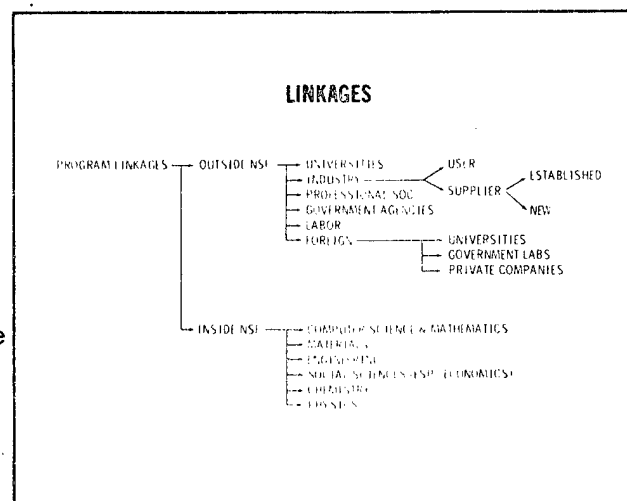 LINKAGES
PROGRAM LINKAGES
OUTSIDE NSF
UNIVERSITIES
INDUSTRY
PROFESSIONAL SOC
GOVERNMENT AGENCIES
LABOR
FOREIGN
USER
SUPPLIER
ESTABLISHED
NEW
UNIVERSITIES
GOVERNMENT LABS
PRIVATE COMPANIES
INSIDE NSF
COMPUTER SCIENCE & MATHEMATICS
MATERIALS
ENGINEERING
SOCIAL SCIENCES (ESP. ECONOMICS)
CHEMISTRY
PHYSICS